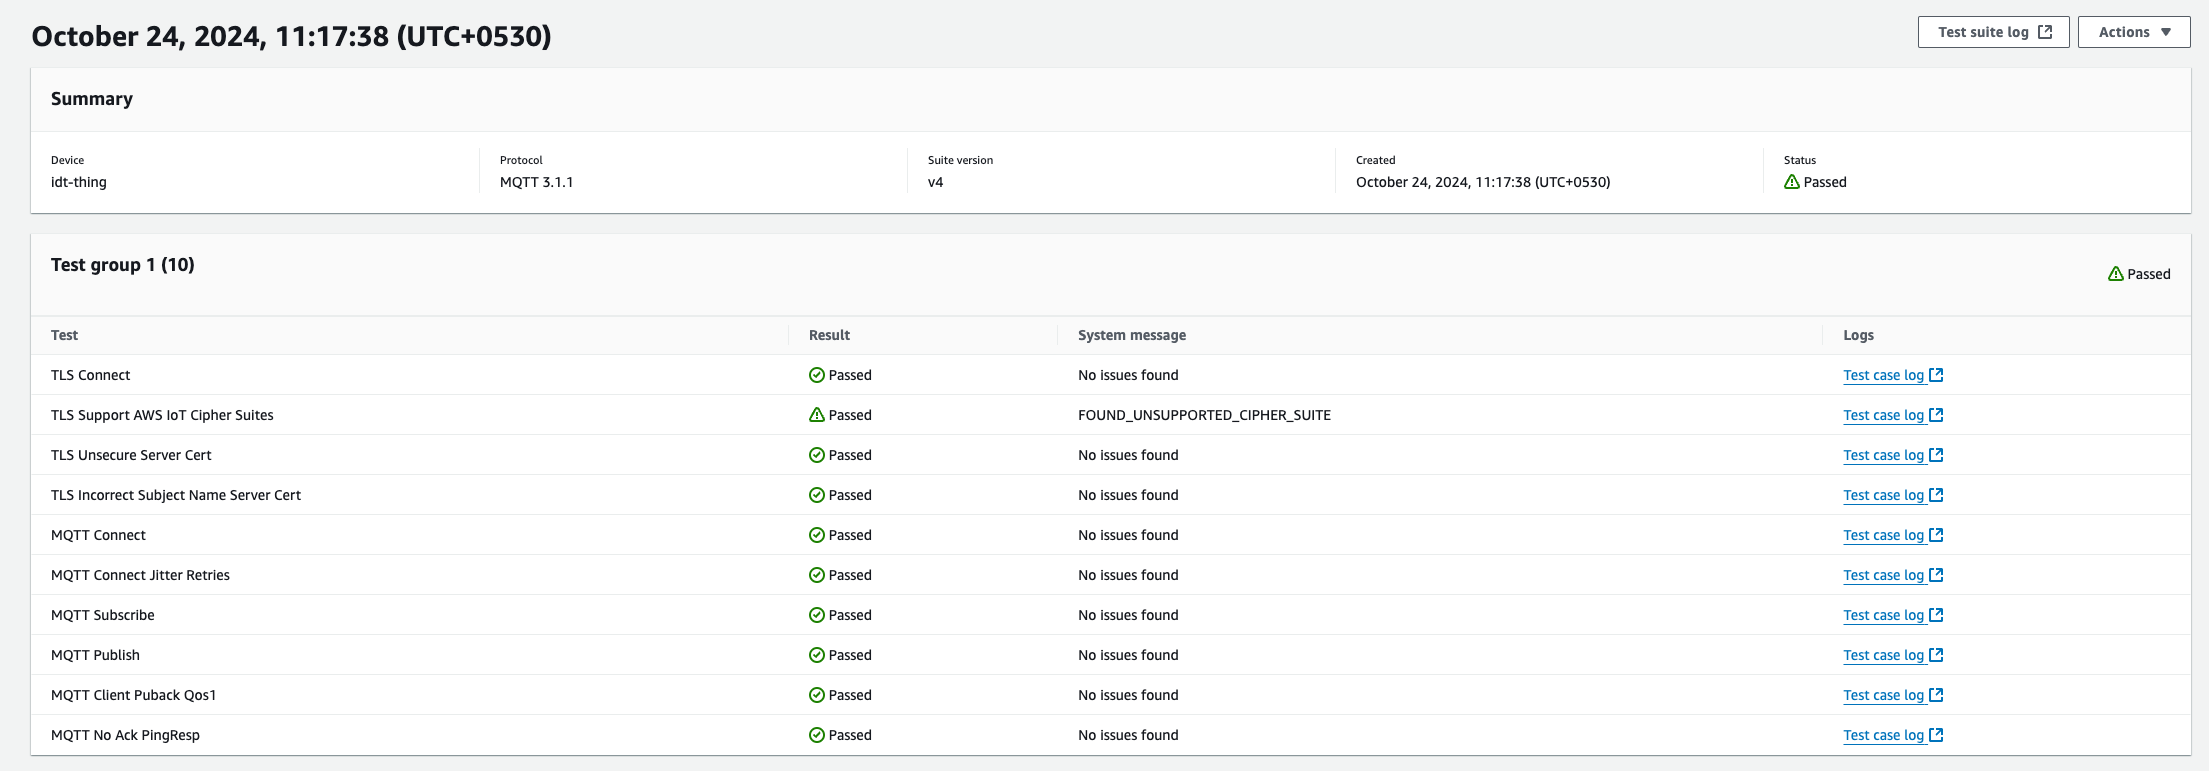 October 24, 2024, 11:17:38 (UTC+0530)
Test suite log
Actions
Summary
Device
Protocol
Suite version
Created
Status
idt-thing
MQTT 3.1.1
v4
October 24, 2024, 11:17:38 (UTC+0530)
Passed
Test group 1 (10)
Passed
Test Result System message Logs
TLS Connect Passed No issues found Test case log
TLS Support AWS IoT Cipher Suites Passed FOUND_UNSUPPORTED_CIPHER_SUITE Test case log
TLS Unsecure Server Cert Passed No issues found Test case log
TLS Incorrect Subject Name Server Cert Passed No issues found Test case log
MQTT Connect Passed No issues found Test case log
MQTT Connect Jitter Retries Passed No issues found Test case log
MQTT Subscribe Passed No issues found Test case log
MQTT Publish Passed No issues found Test case log
MQTT Client Puback Qos1 Passed No issues found Test case log
MQTT No Ack PingResp Passed No issues found Test case log